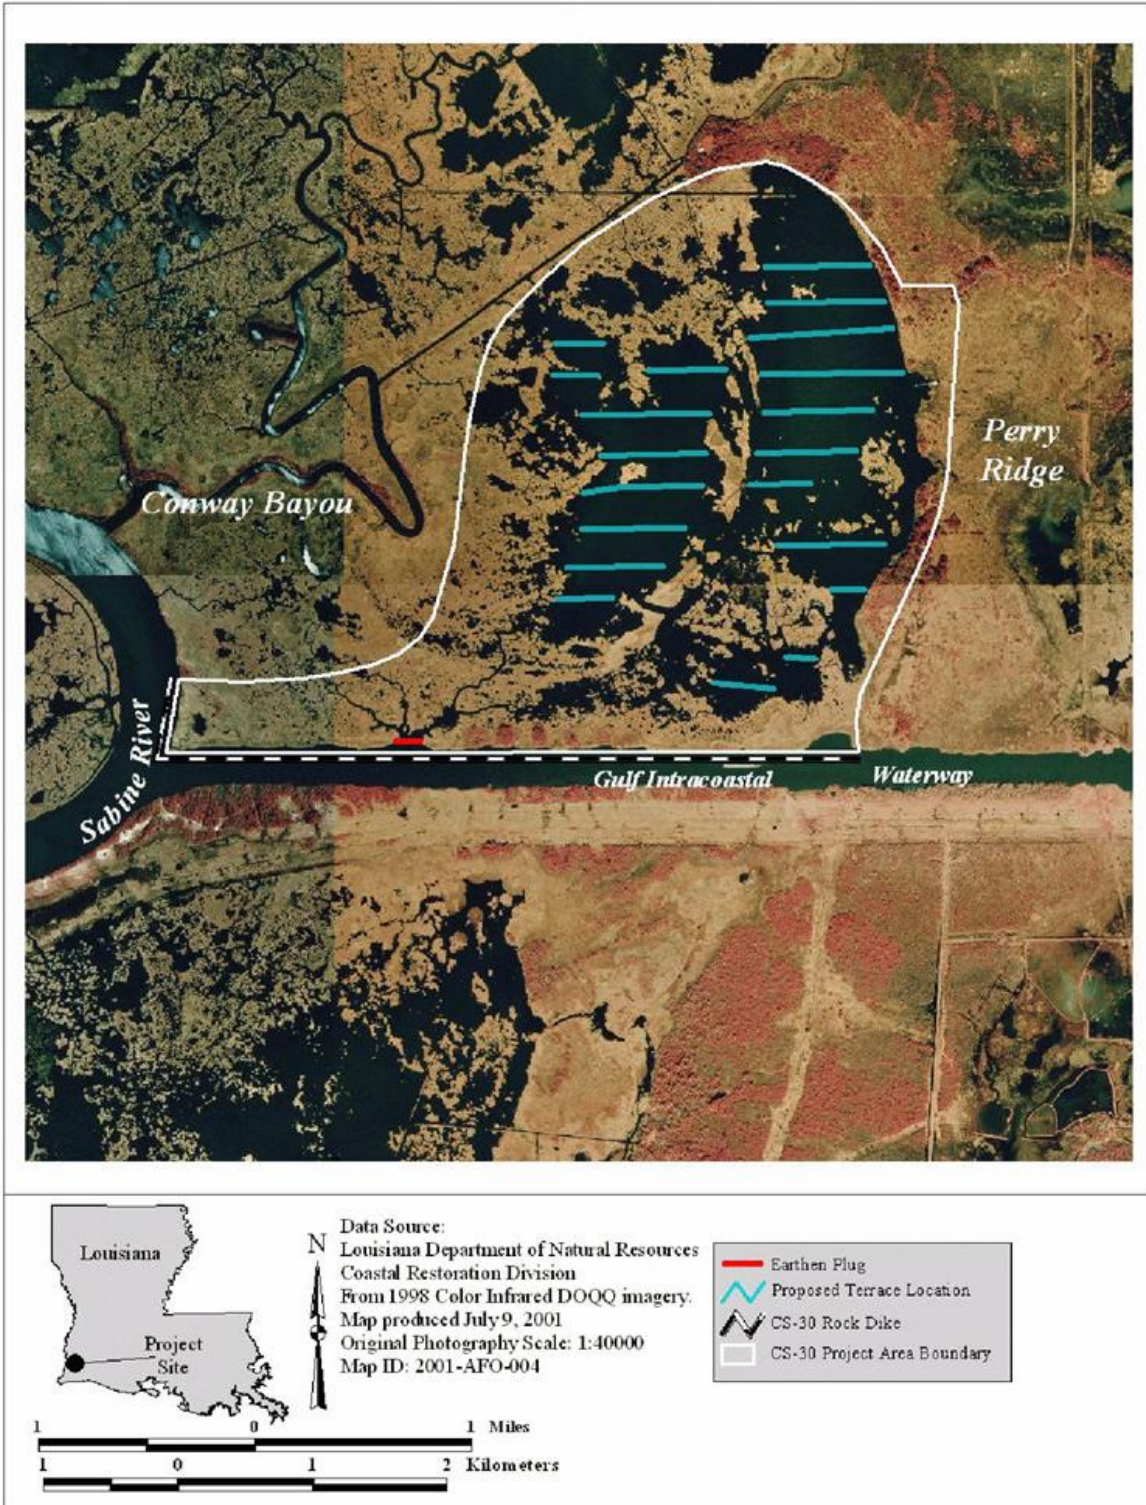 Perry
Ridge
Conway Bayou
Sabine River
Gulf Intracoastal Waterway
Louisiana
Project
Site
N
Data Source:
Louisiana Department of Natural Resources
Coastal Restoration Division
From 1998 Color Infrared DOQQ imagery.
Map produced July 9, 2001
Original Photography Scale: 1:40000
Map ID: 2001-AFO-004
Earthen Plug
Proposed Terrace Location
CS-30 Rock Dike
CS-30 Project Area Boundary
1 0 1 Miles
1 0 1 2 Kilometers